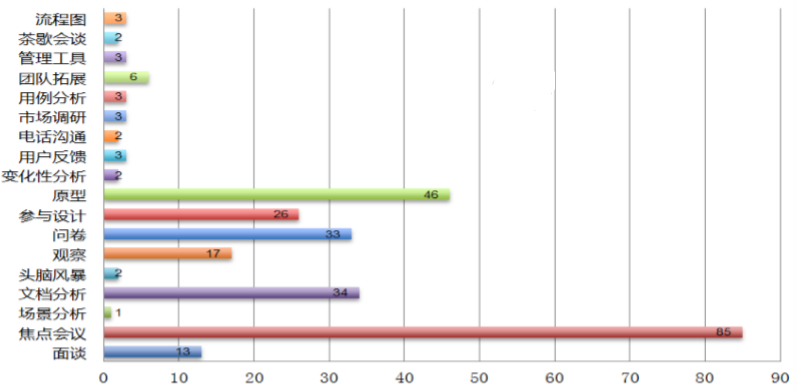 流程图 3
茶歇会谈 2
管理工具 3
团队拓展 6
用例分析 3
市场调研 3
电话沟通 2
用户反馈 3
变化性分析 2
原型 46
参与设计 26
问卷 33
观察 17
头脑风暴 2
文档分析 34
场景分析 1
焦点会议 85
面谈 13
0 10 20 30 40 50 60 70 80 90